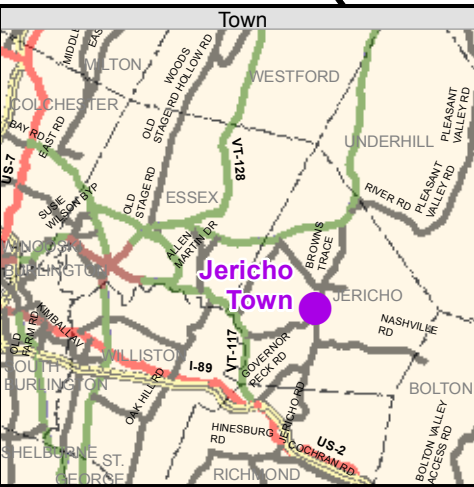 Town
MIDDL
EAS
MILTON
WOODS
HOLLOW RD
OLD
STAGE RD
WESTFORD
PLEASANT
VALLEY RD
COLCHESTER
BAY RD
EAST RD
US-7
VT-128
UNDERHILL
SUSIE
WILSON BYP
OLD
STAGE RD
ESSEX
RIVER RD
PLEASANT
VALLEY RD
ALLEN
MARTIN DR
BROWNS
TRACE
WINOOSKI
BURLINGTON
Jericho
Town
JERICHO
NASHVILLE
RD
KIMBALL AV
OLD
FARM RD
WILLISTO
VT-117
GOVERNOR
PECK RD
I-89
SOUTH
BURLINGTON
OAK HILL RD
JERICHO RD
BOLTON
HINESBURG
RD
US-2
COCHRAN RD
BOLTON VALLEY
ACCESS RD
SHELBURNE
ST.
GEORGE
RICHMOND